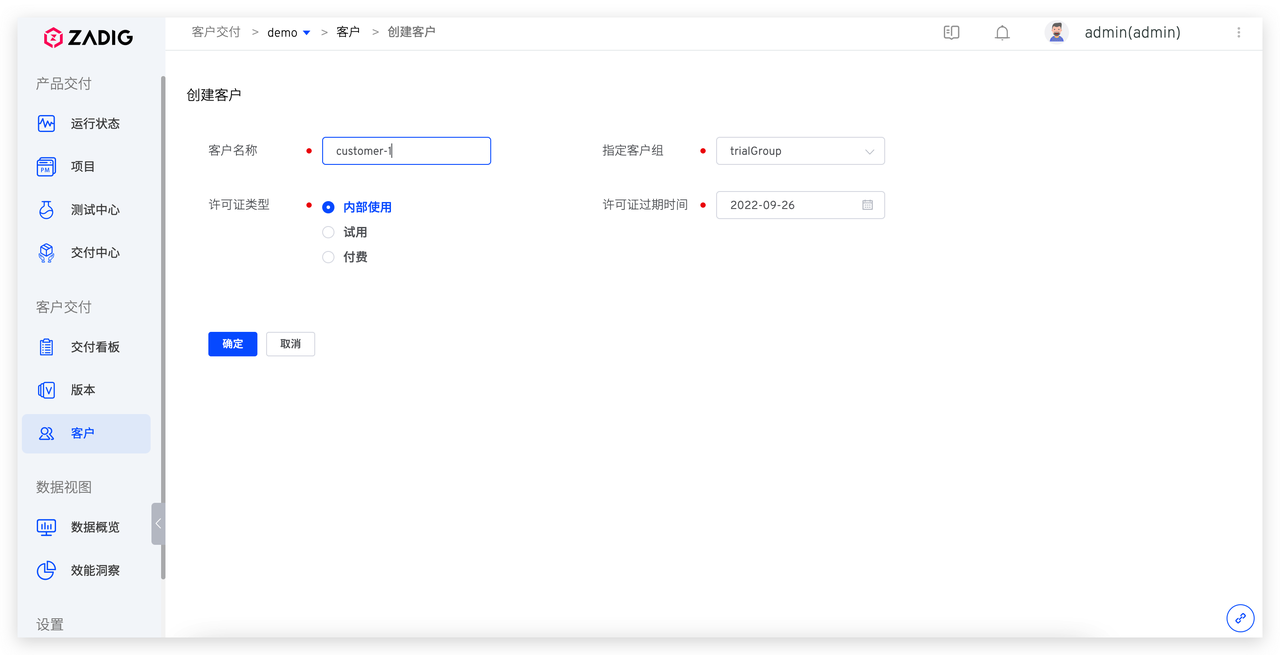 ZADIG
客户交付 > demo > 客户 > 创建客户
admin(admin)
产品交付
运行状态
项目
测试中心
交付中心
客户交付
交付看板
版本
客户
数据视图
数据概览
效能洞察
设置
创建客户
客户名称
customer-1
指定客户组
trialGroup
许可证类型
内部使用
试用
付费
许可证过期时间
2022-09-26
确定
取消